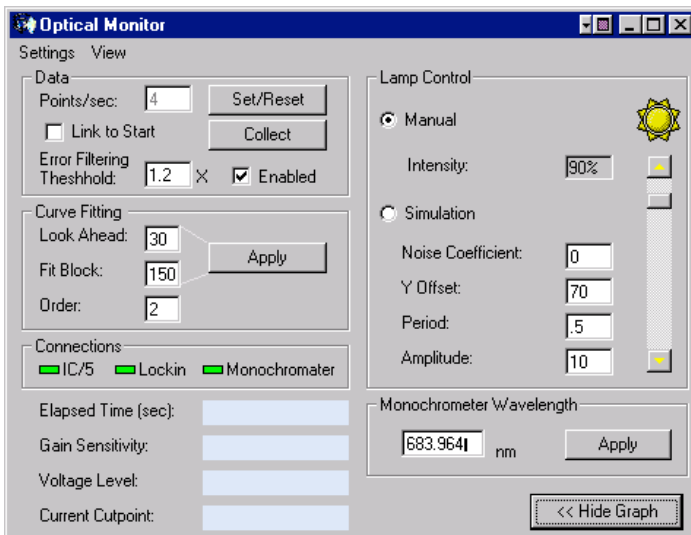 Optical Monitor
Settings View
Data
Points/sec: 4 Set/Reset
Link to Start Collect
Error Filtering
Theshhold: 1.2 X Enabled
Curve Fitting
Look Ahead: 30
Fit Block: 150 Apply
Order: 2
Connections
IC/5 Lockin Monochromater
Elapsed Time (sec):
Gain Sensitivity:
Voltage Level:
Current Cutpoint:
Lamp Control
Manual
Intensity: 90%
Simulation
Noise Coefficient: 0
Y Offset: 70
Period: .5
Amplitude: 10
Monochrometer Wavelength
683.964 nm Apply
<< Hide Graph